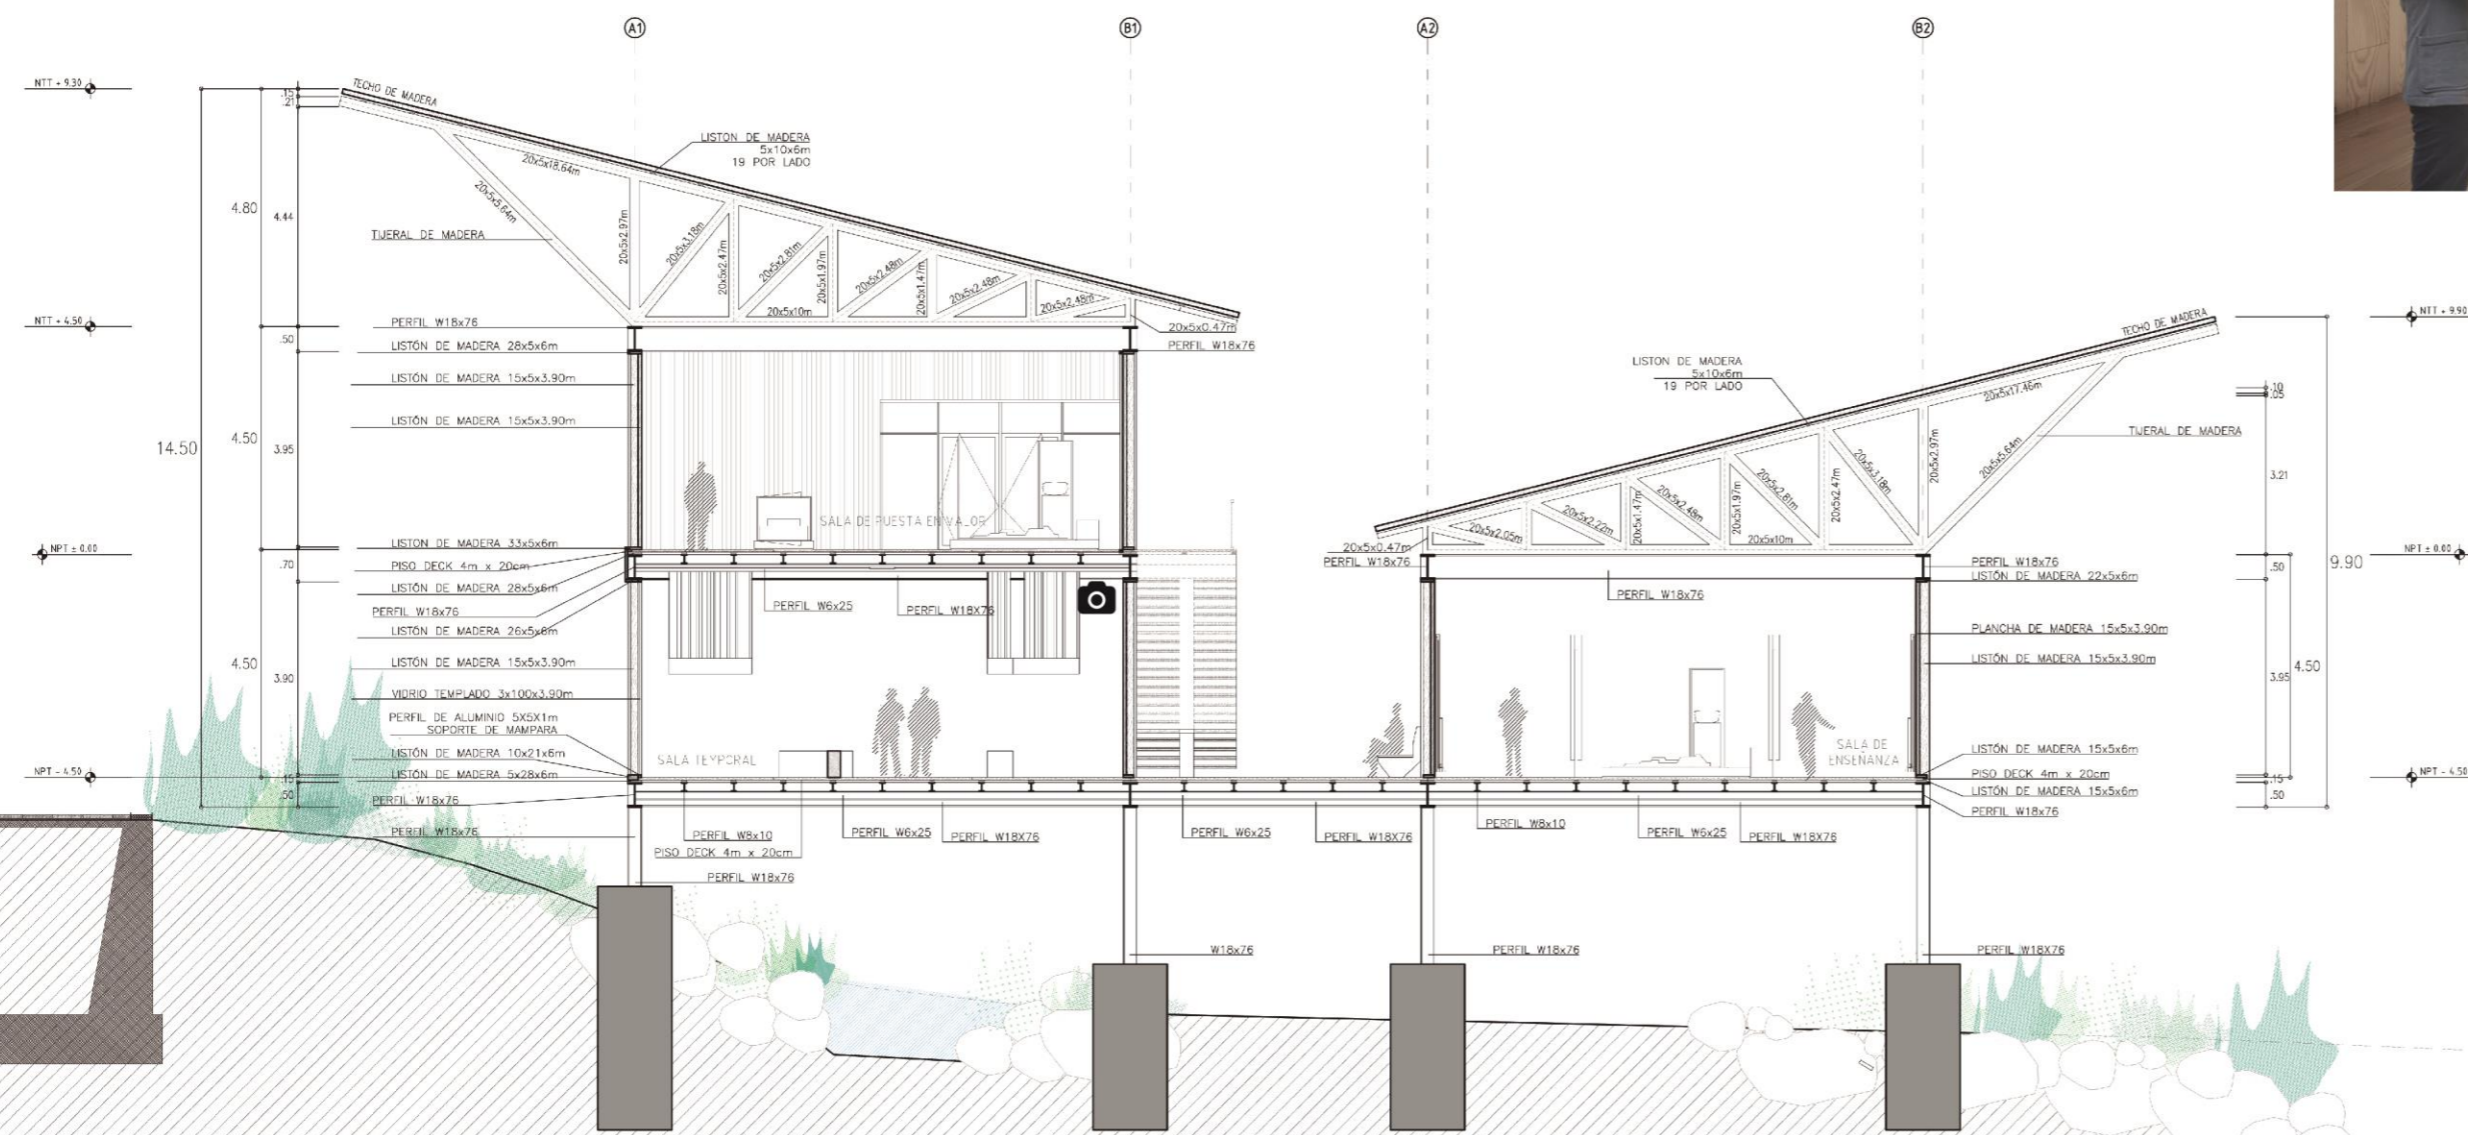 A1
B1
A2
B2
NTT + 9.30
.15
.21
TECHO DE MADERA
LISTON DE MADERA
5x10x6m
19 POR LADO
20x5x18.64m
20x5x5.64m
4.80
4.44
TIJERAL DE MADERA
20x5x2.97m
20x5x3.18m
20x5x2.47m
20x5x2.81m
20x5x1.97m
20x5x2.48m
20x5x1.47m
20x5x2.48m
20x5x2.48m
20x5x10m
20x5x0.47m
PERFIL W18x76
NTT + 4.50
PERFIL W18x76
.50
LISTÓN DE MADERA 28x5x6m
LISTÓN DE MADERA 15x5x3.90m
LISTÓN DE MADERA 15x5x3.90m
14.50
4.50
3.95
SALA DE PUESTA EN VALOR
NPT ± 0.00
LISTON DE MADERA 33x5x6m
PISO DECK 4m x 20cm
.70
LISTÓN DE MADERA 28x5x6m
PERFIL W18x76
LISTÓN DE MADERA 26x5x6m
PERFIL W6x25
PERFIL W18X76
4.50
3.90
LISTÓN DE MADERA 15x5x3.90m
VIDRIO TEMPLADO 3x100x3.90m
PERFIL DE ALUMINIO 5X5X1m
SOPORTE DE MAMPARA
LISTÓN DE MADERA 10x21x6m
LISTÓN DE MADERA 5x28x6m
SALA TEMPORAL
NPT - 4.50
.15
.50
PERFIL W18x76
PERFIL W18x76
PERFIL W8x10
PISO DECK 4m x 20cm
PERFIL W18x76
PERFIL W6x25
PERFIL W18X76
PERFIL W6x25
PERFIL W18X76
PERFIL W8x10
PERFIL W6x25
PERFIL W18X76
W18x76
PERFIL W18x76
PERFIL W18X76
NTT + 9.90
TECHO DE MADERA
LISTON DE MADERA
5x10x6m
19 POR LADO
20x5x17.46m
.10
.05
TIJERAL DE MADERA
20x5x5.64m
20x5x2.97m
20x5x3.18m
20x5x2.47m
20x5x2.81m
20x5x1.97m
20x5x2.48m
20x5x1.47m
20x5x2.22m
20x5x2.05m
20x5x10m
20x5x0.47m
PERFIL W18x76
3.21
NPT ± 0.00
9.90
PERFIL W18x76
.50
LISTÓN DE MADERA 22x5x6m
PERFIL W18x76
PLANCHA DE MADERA 15x5x3.90m
LISTÓN DE MADERA 15x5x3.90m
4.50
3.95
SALA DE
ENSEÑANZA
LISTÓN DE MADERA 15x5x6m
PISO DECK 4m x 20cm
LISTÓN DE MADERA 15x5x6m
PERFIL W18x76
.15
.50
NPT - 4.50